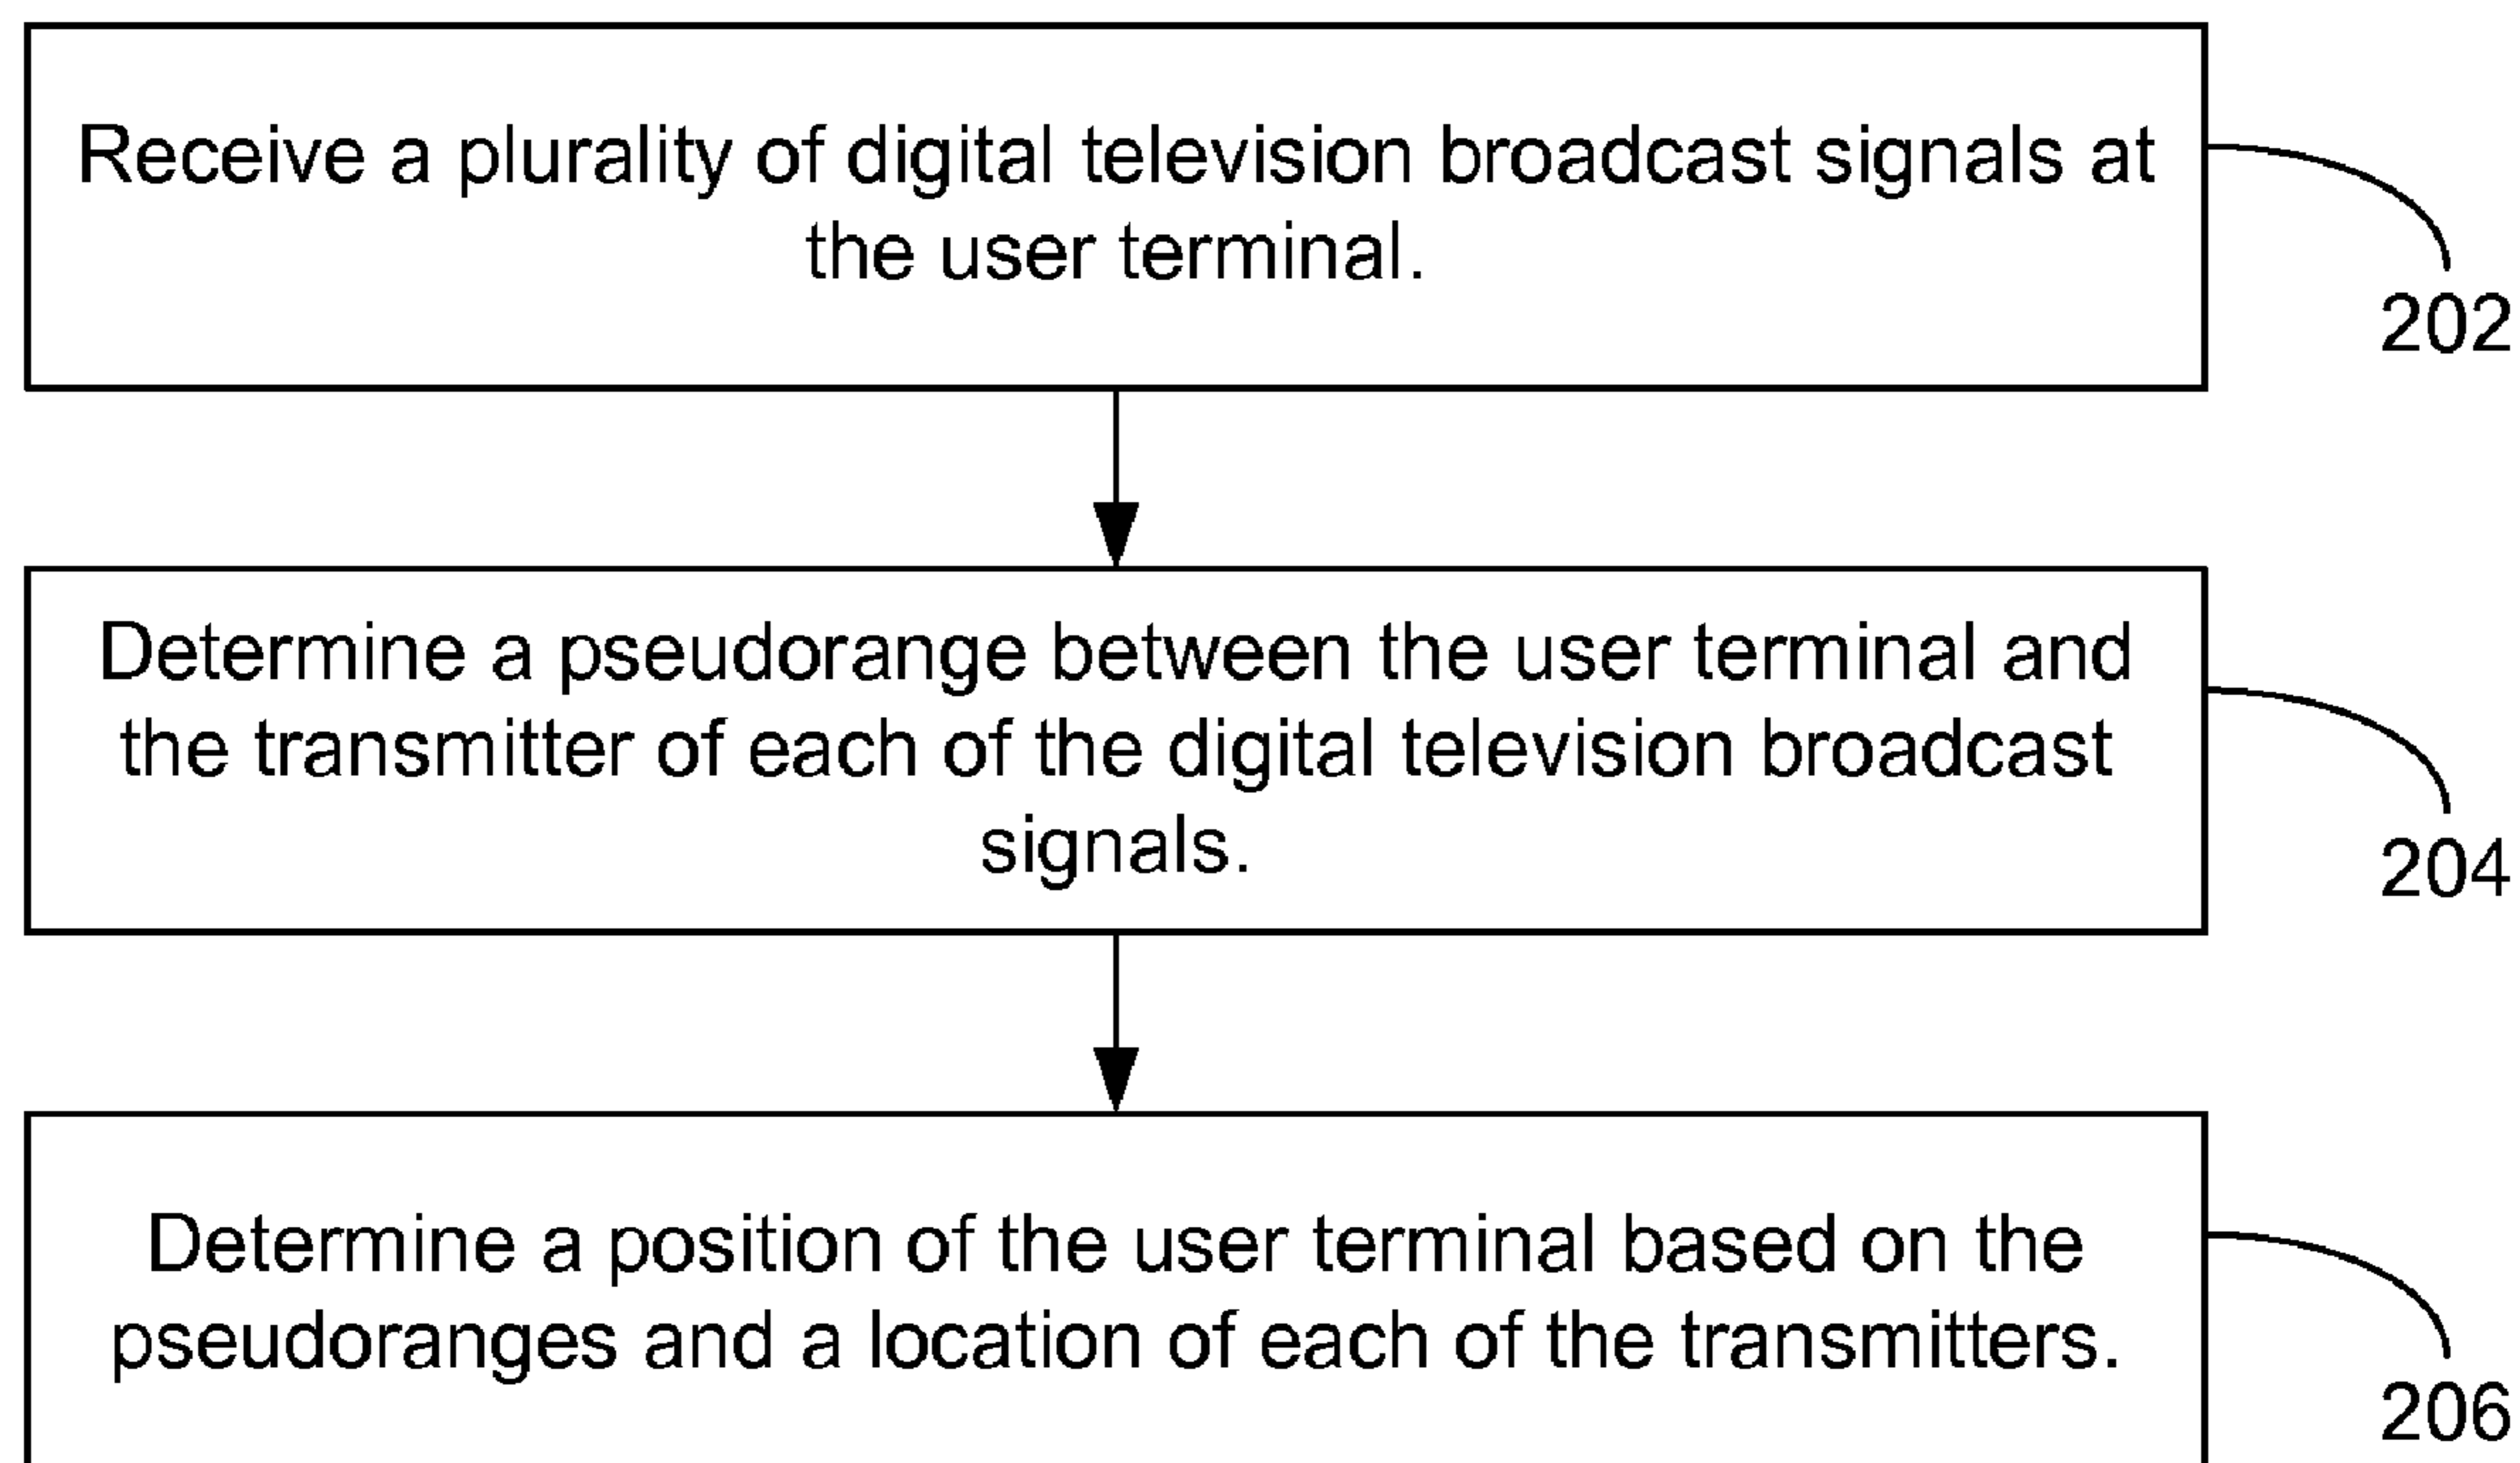 Receive a plurality of digital television broadcast signals at
the user terminal.
202
Determine a pseudorange between the user terminal and
the transmitter of each of the digital television broadcast
signals.
204
Determine a position of the user terminal based on the
pseudoranges and a location of each of the transmitters.
206